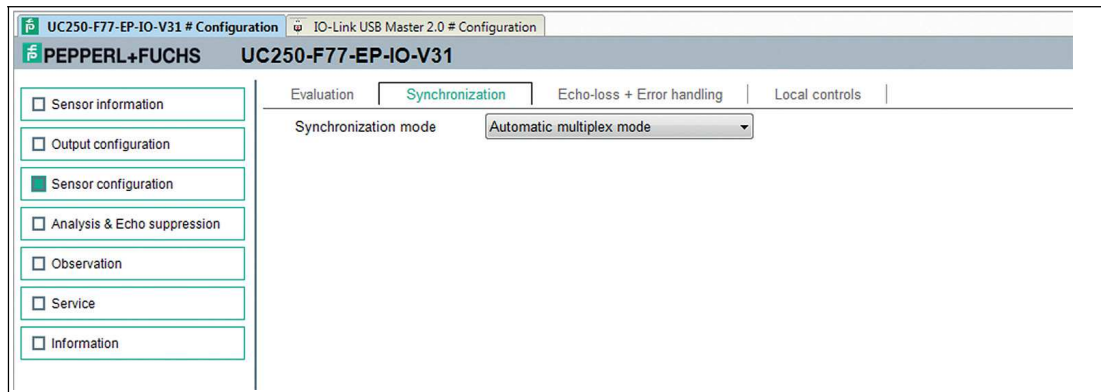 UC250-F77-EP-IO-V31 # Configuration IO-Link USB Master 2.0 # Configuration
PEPPERL+FUCHS UC250-F77-EP-IO-V31
Sensor information
Output configuration
Sensor configuration
Analysis & Echo suppression
Observation
Service
Information
Evaluation Synchronization Echo-loss + Error handling Local controls
Synchronization mode Automatic multiplex mode